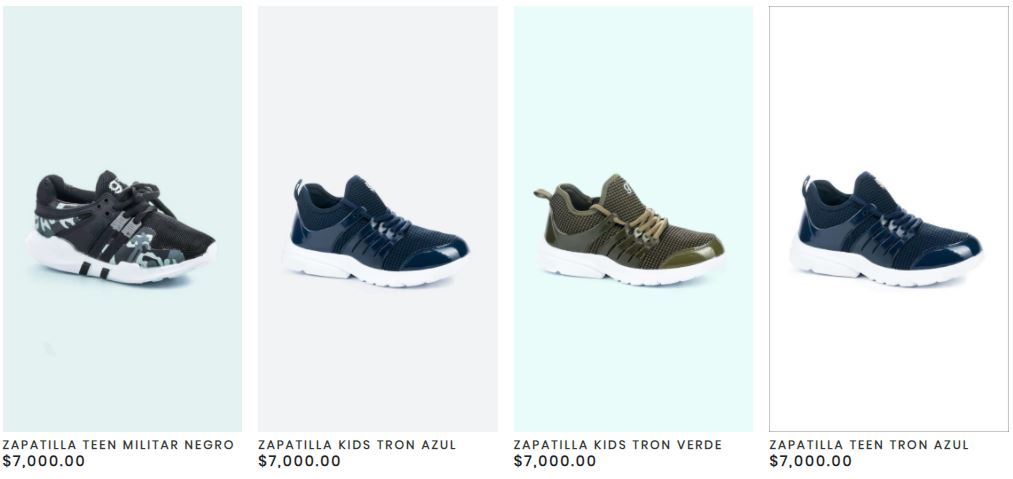 ZAPATILLA TEEN MILITAR NEGRO
$7,000.00
ZAPATILLA KIDS TRON AZUL
$7,000.00
ZAPATILLA KIDS TRON VERDE
$7,000.00
ZAPATILLA TEEN TRON AZUL
$7,000.00